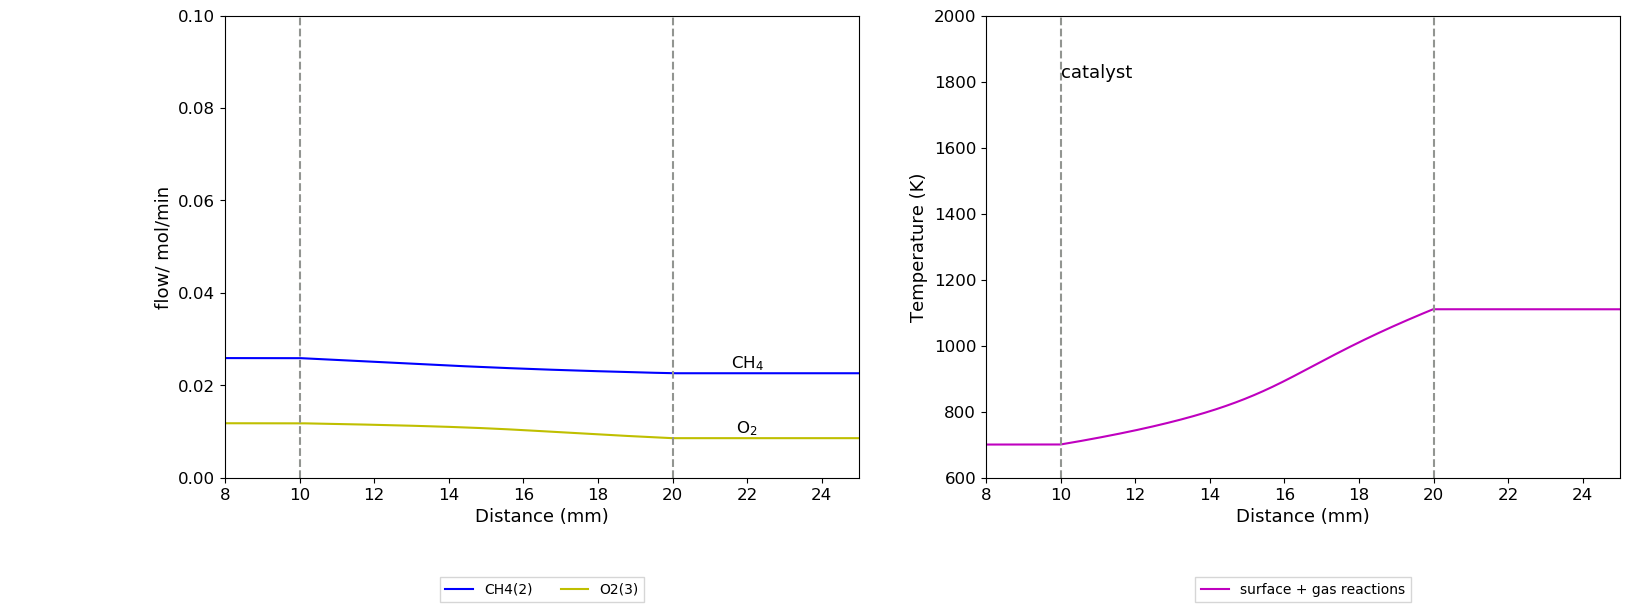 0.10
0.08
0.06
0.04
0.02
0.00
flow/ mol/min
8 10 12 14 16 18 20 22 24
Distance (mm)
CH₄
O₂
CH4(2) O2(3)
2000
1800
1600
1400
1200
1000
800
600
Temperature (K)
catalyst
8 10 12 14 16 18 20 22 24
Distance (mm)
surface + gas reactions